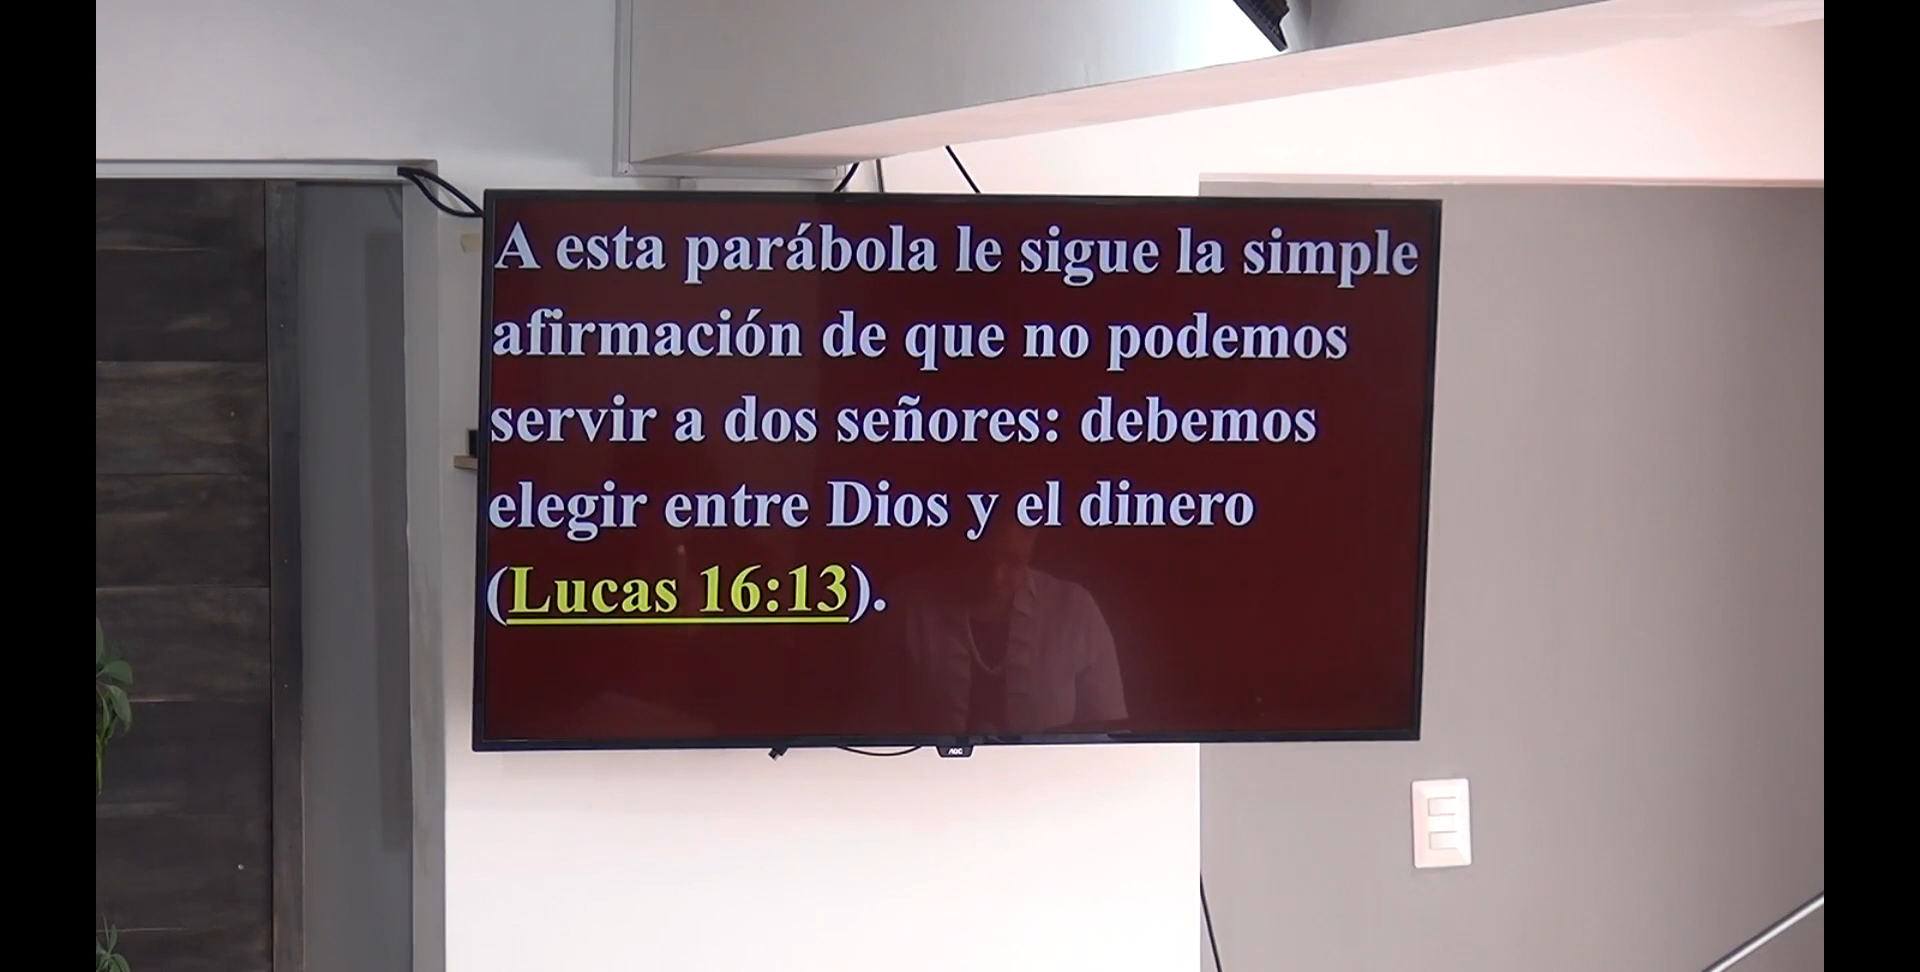 A esta parábola le sigue la simple
afirmación de que no podemos
servir a dos señores: debemos
elegir entre Dios y el dinero
(Lucas 16:13).
AOC